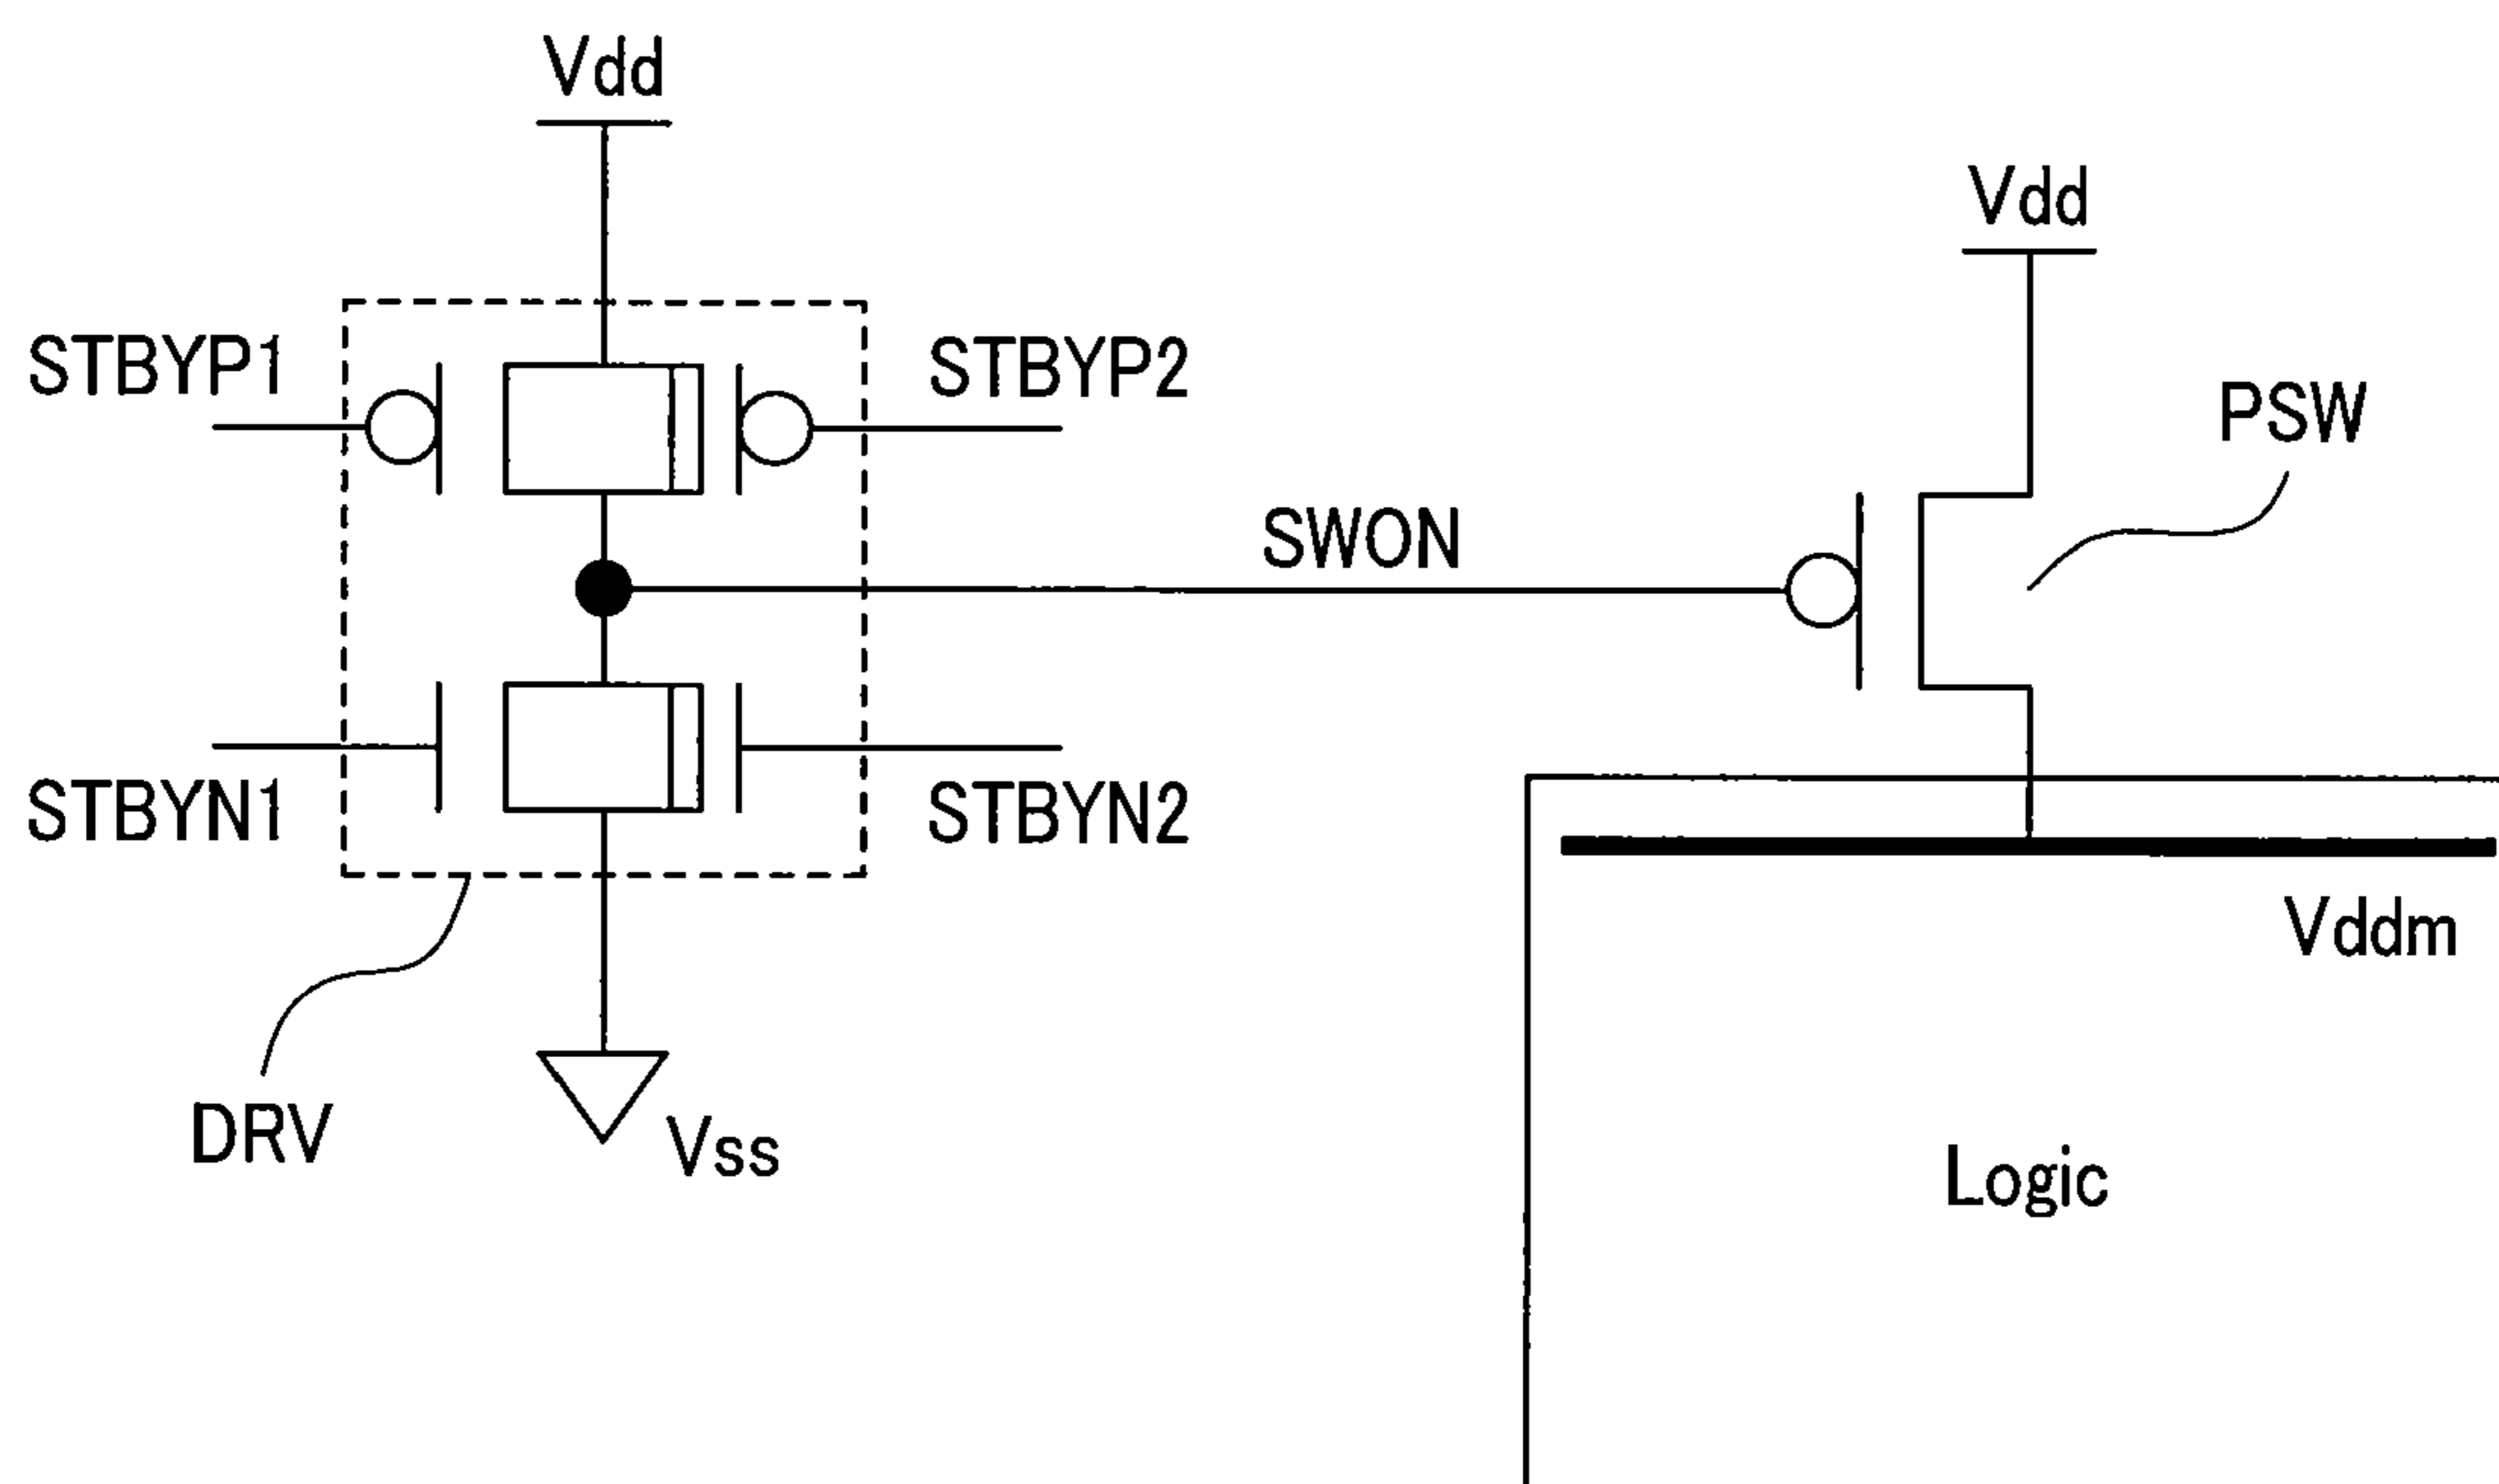 Vdd
Vdd
STBYP1
STBYP2
PSW
SWON
STBYN1
STBYN2
Vddm
DRV
Vss
Logic